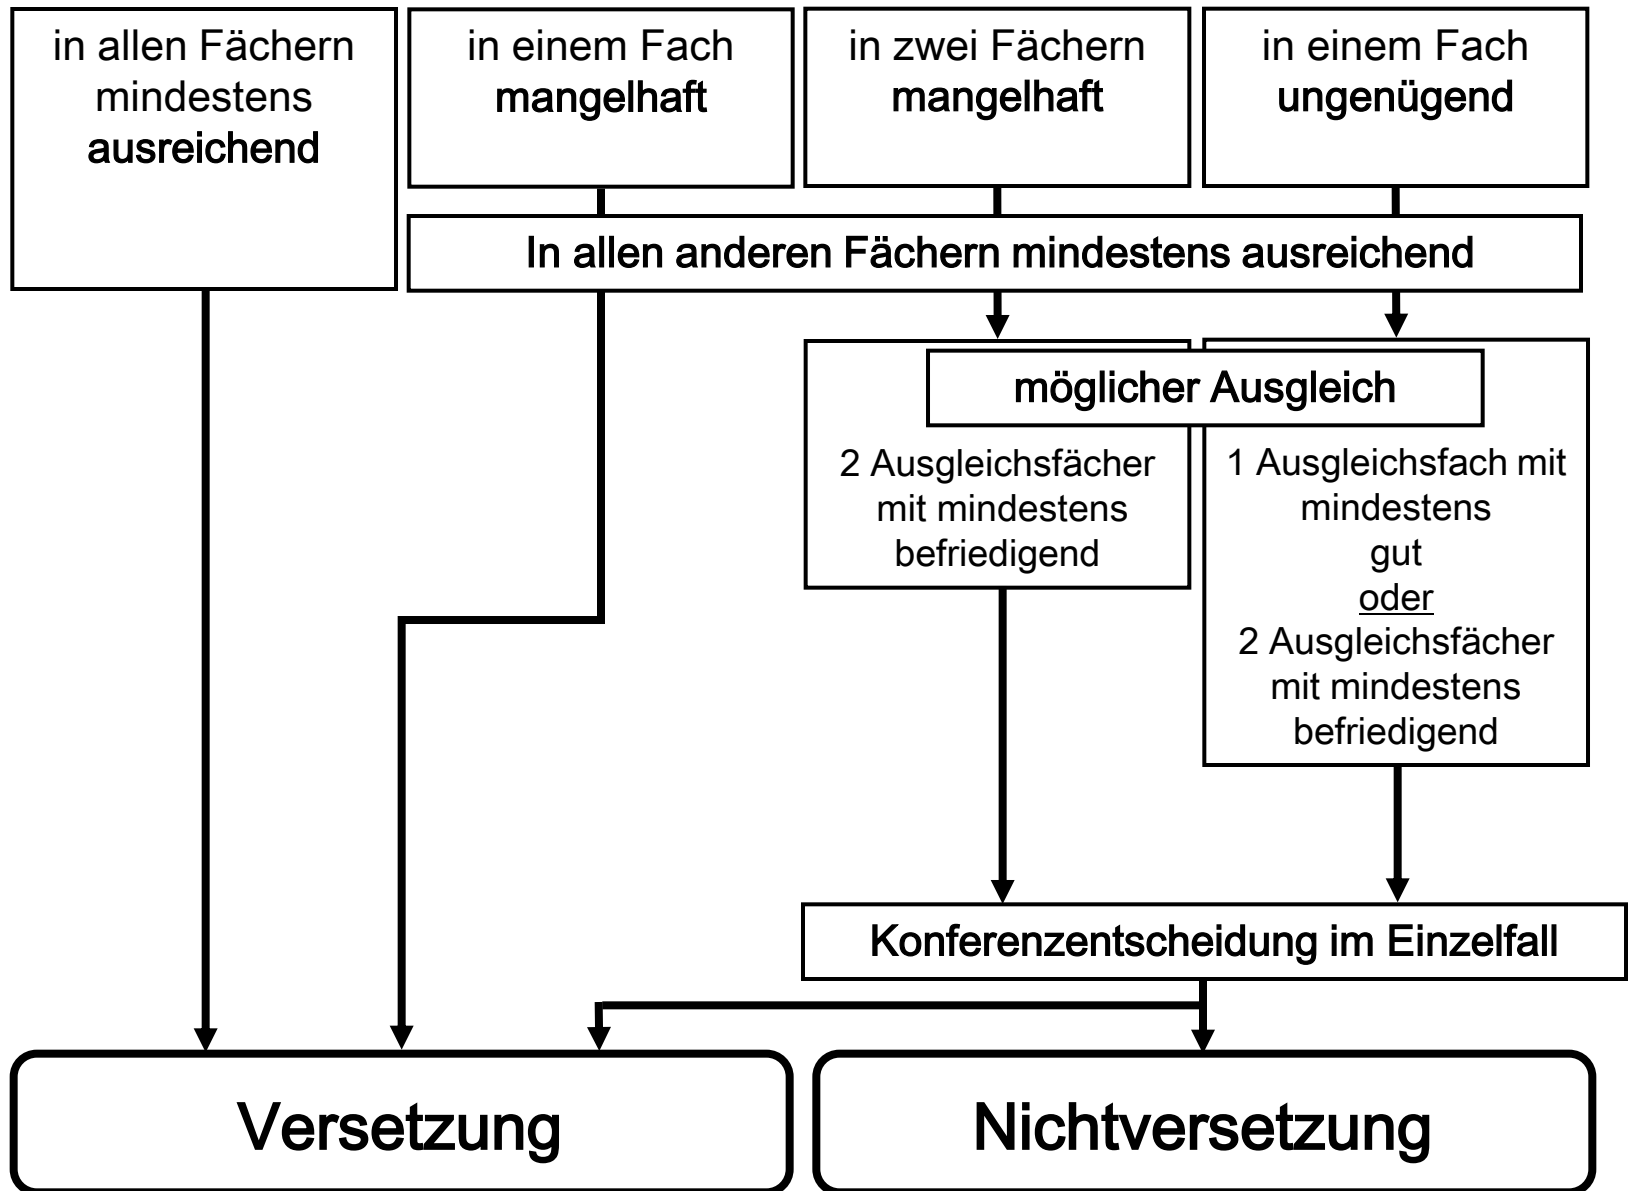 in allen Fächern
mindestens
ausreichend
in einem Fach
mangelhaft
in zwei Fächern
mangelhaft
in einem Fach
ungenügend
In allen anderen Fächern mindestens ausreichend
möglicher Ausgleich
2 Ausgleichsfächer
mit mindestens
befriedigend
1 Ausgleichsfach mit
mindestens
gut
oder
2 Ausgleichsfächer
mit mindestens
befriedigend
Konferenzentscheidung im Einzelfall
Versetzung
Nichtversetzung